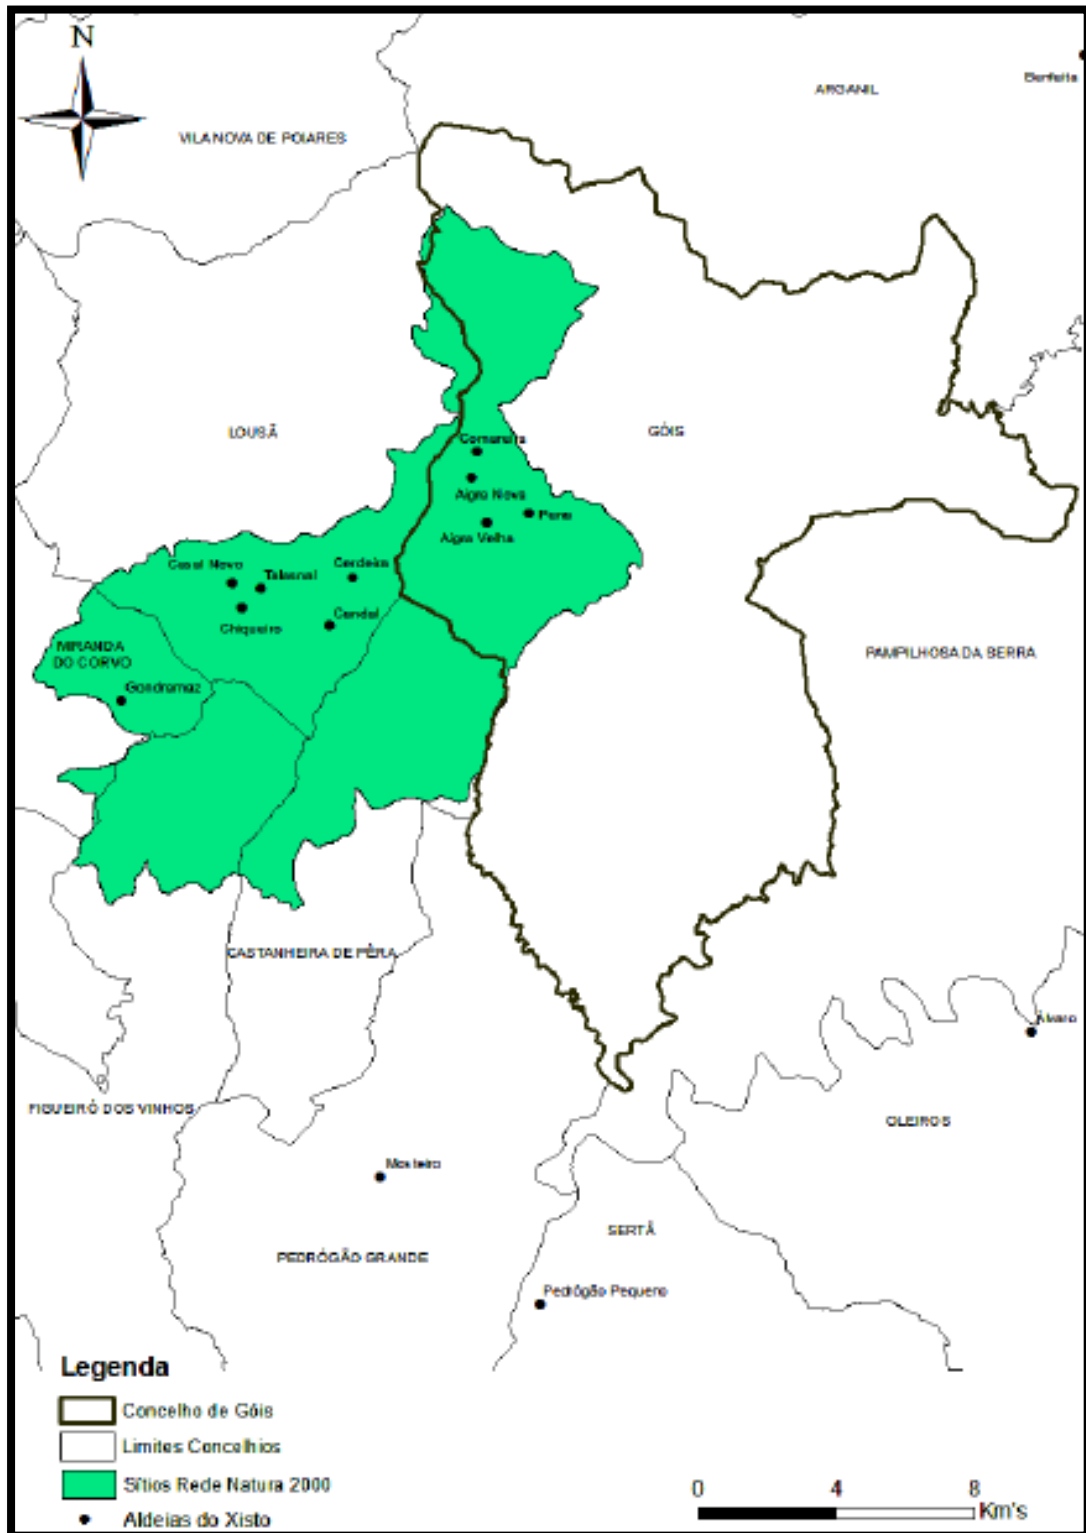 N
Benfeita
ARGANIL
VILA NOVA DE POIARES
LOUSÃ
GÓIS
Comareira
Aigra Nova
Pena
Aigra Velha
Casal Novo
Talasnal
Cerdeira
Chiqueiro
Candal
MIRANDA
DO CORVO
Gondramaz
PAMPILHOSA DA SERRA
CASTANHEIRA DE PÊRA
Álvaro
FIGUEIRÓ DOS VINHOS
OLEIROS
Mosteiro
SERTÃ
PEDRÓGÃO GRANDE
Pedrógão Pequeno
Legenda
Concelho de Góis
Limites Concelhios
Sítios Rede Natura 2000
Aldeias do Xisto
0 4 8
Km's